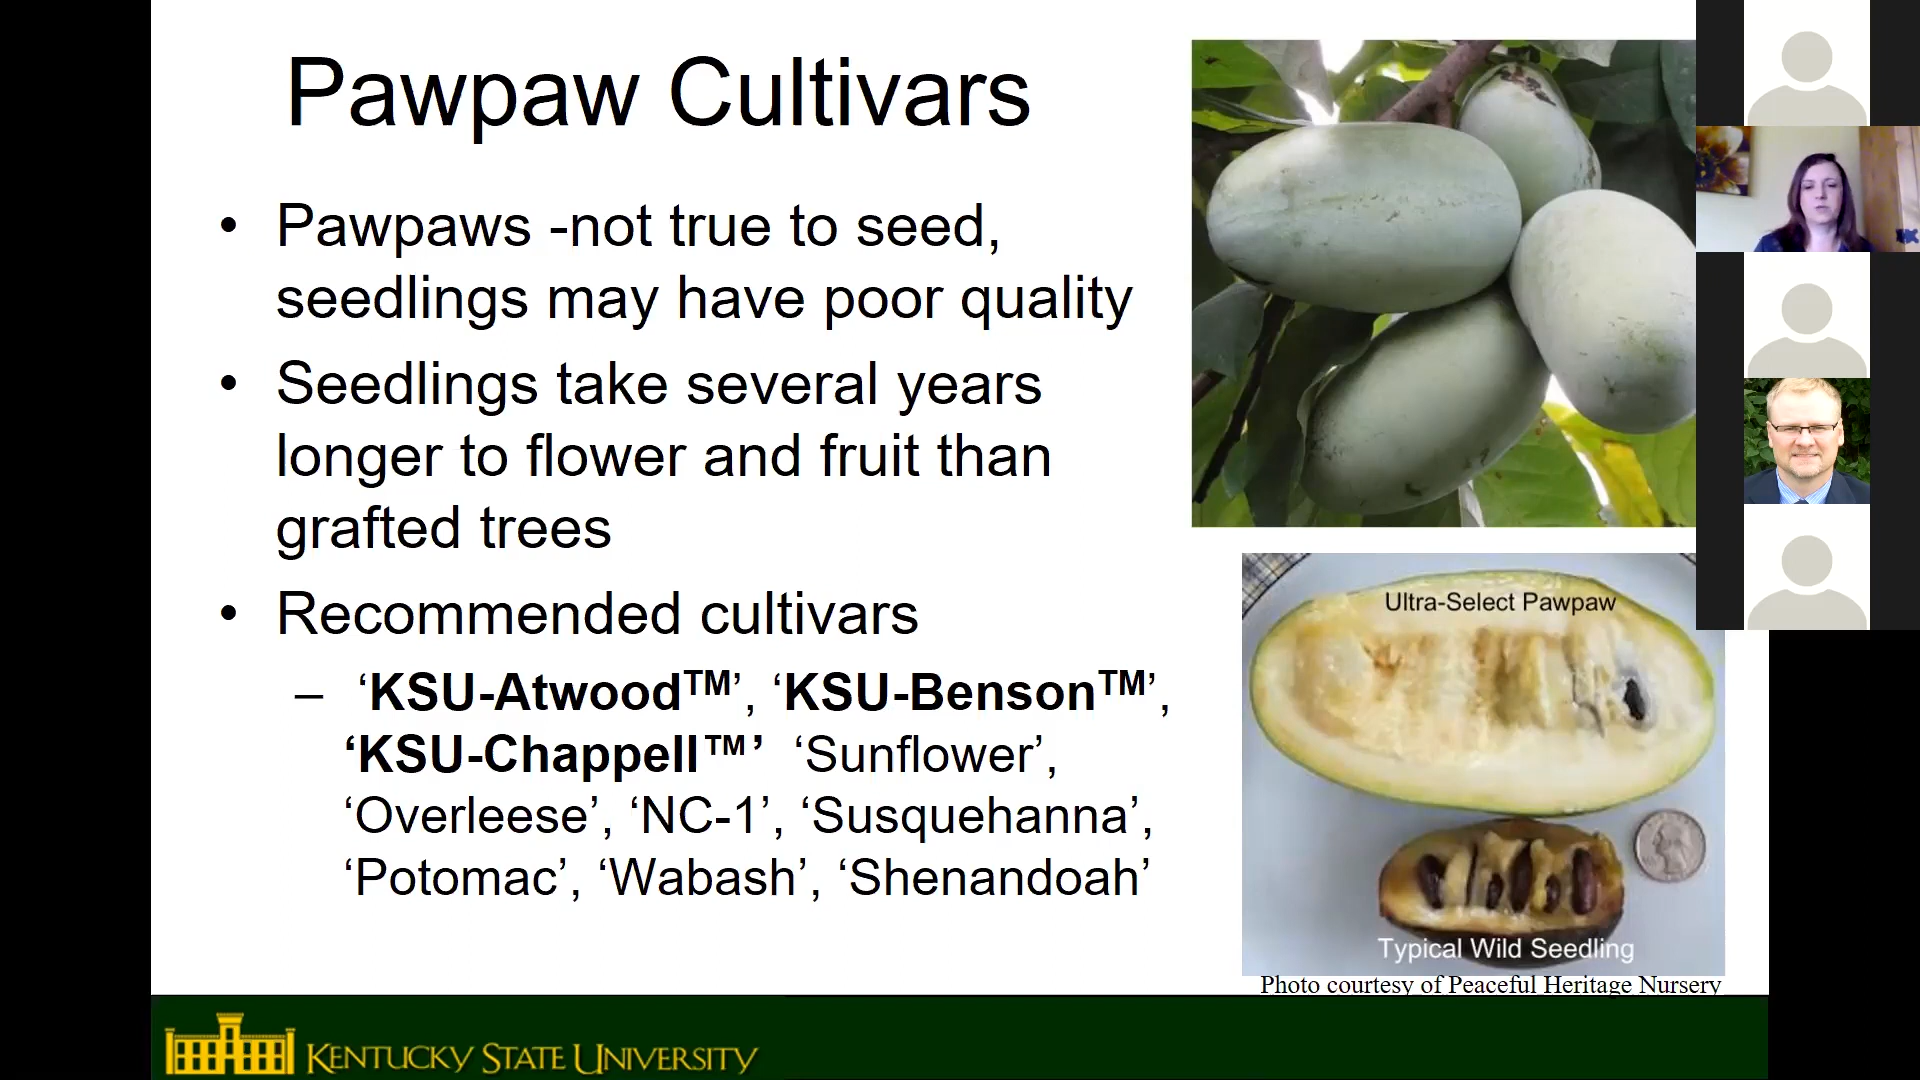 Pawpaw Cultivars
• Pawpaws -not true to seed,
seedlings may have poor quality
• Seedlings take several years
longer to flower and fruit than
grafted trees
• Recommended cultivars
– ‘KSU-Atwood™’, ‘KSU-Benson™’,
‘KSU-Chappell™’ ‘Sunflower’,
‘Overleese’, ‘NC-1’, ‘Susquehanna’,
‘Potomac’, ‘Wabash’, ‘Shenandoah’
Ultra-Select Pawpaw
Typical Wild Seedling
Photo courtesy of Peaceful Heritage Nursery
KENTUCKY STATE UNIVERSITY